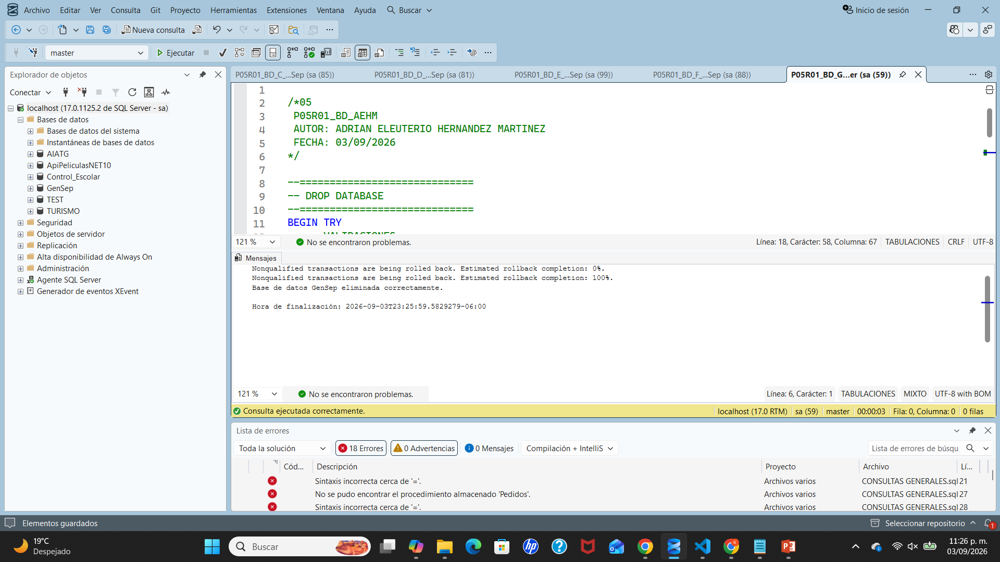 Archivo Editar Ver Consulta Git Proyecto Herramientas Extensiones Ventana Ayuda Buscar Inicio de sesión
Nueva consulta
master Ejecutar
Explorador de objetos
Conectar
localhost (17.0.1125.2 de SQL Server - sa)
Bases de datos
Bases de datos del sistema
Instantáneas de bases de datos
AIATG
ApiPeliculasNET10
Control_Escolar
GenSep
TEST
TURISMO
Seguridad
Objetos de servidor
Replicación
Alta disponibilidad de Always On
Administración
Agente SQL Server
Generador de eventos XEvent
P05R01_BD_C_...Sep (sa (85)) P05R01_BD_D_...Sep (sa (81)) P05R01_BD_E_...Sep (sa (99)) P05R01_BD_F_...Sep (sa (88)) P05R01_BD_G...er (sa (59))
1
2 /*05
3 P05R01_BD_AEHM
4 AUTOR: ADRIAN ELEUTERIO HERNANDEZ MARTINEZ
5 FECHA: 03/09/2026
6 */
7
8 --=============================
9 -- DROP DATABASE
10 --=============================
11 BEGIN TRY
121 % No se encontraron problemas. Línea: 18, Carácter: 58, Columna: 67 TABULACIONES CRLF UTF-8
Mensajes
Nonqualified transactions are being rolled back. Estimated rollback completion: 0%.
Nonqualified transactions are being rolled back. Estimated rollback completion: 100%.
Base de datos GenSep eliminada correctamente.
Hora de finalización: 2026-09-03T23:25:59.5829279-06:00
121 % No se encontraron problemas. Línea: 6, Carácter: 1 TABULACIONES MIXTO UTF-8 with BOM
Consulta ejecutada correctamente. localhost (17.0 RTM) sa (59) master 00:00:03 Fila: 0, Columna: 0 0 filas
Lista de errores
Toda la solución 18 Errores 0 Advertencias 0 Mensajes Compilación + IntelliS Lista de errores de búsqu
Cód... Descripción Proyecto Archivo Lí...
Sintaxis incorrecta cerca de '='. Archivos varios CONSULTAS GENERALES.sql 21
No se pudo encontrar el procedimiento almacenado 'Pedidos'. Archivos varios CONSULTAS GENERALES.sql 27
Sintaxis incorrecta cerca de '='. Archivos varios CONSULTAS GENERALES.sql 28
Elementos guardados Seleccionar repositorio 1
19°C
Despejado
Buscar
11:26 p. m.
03/09/2026